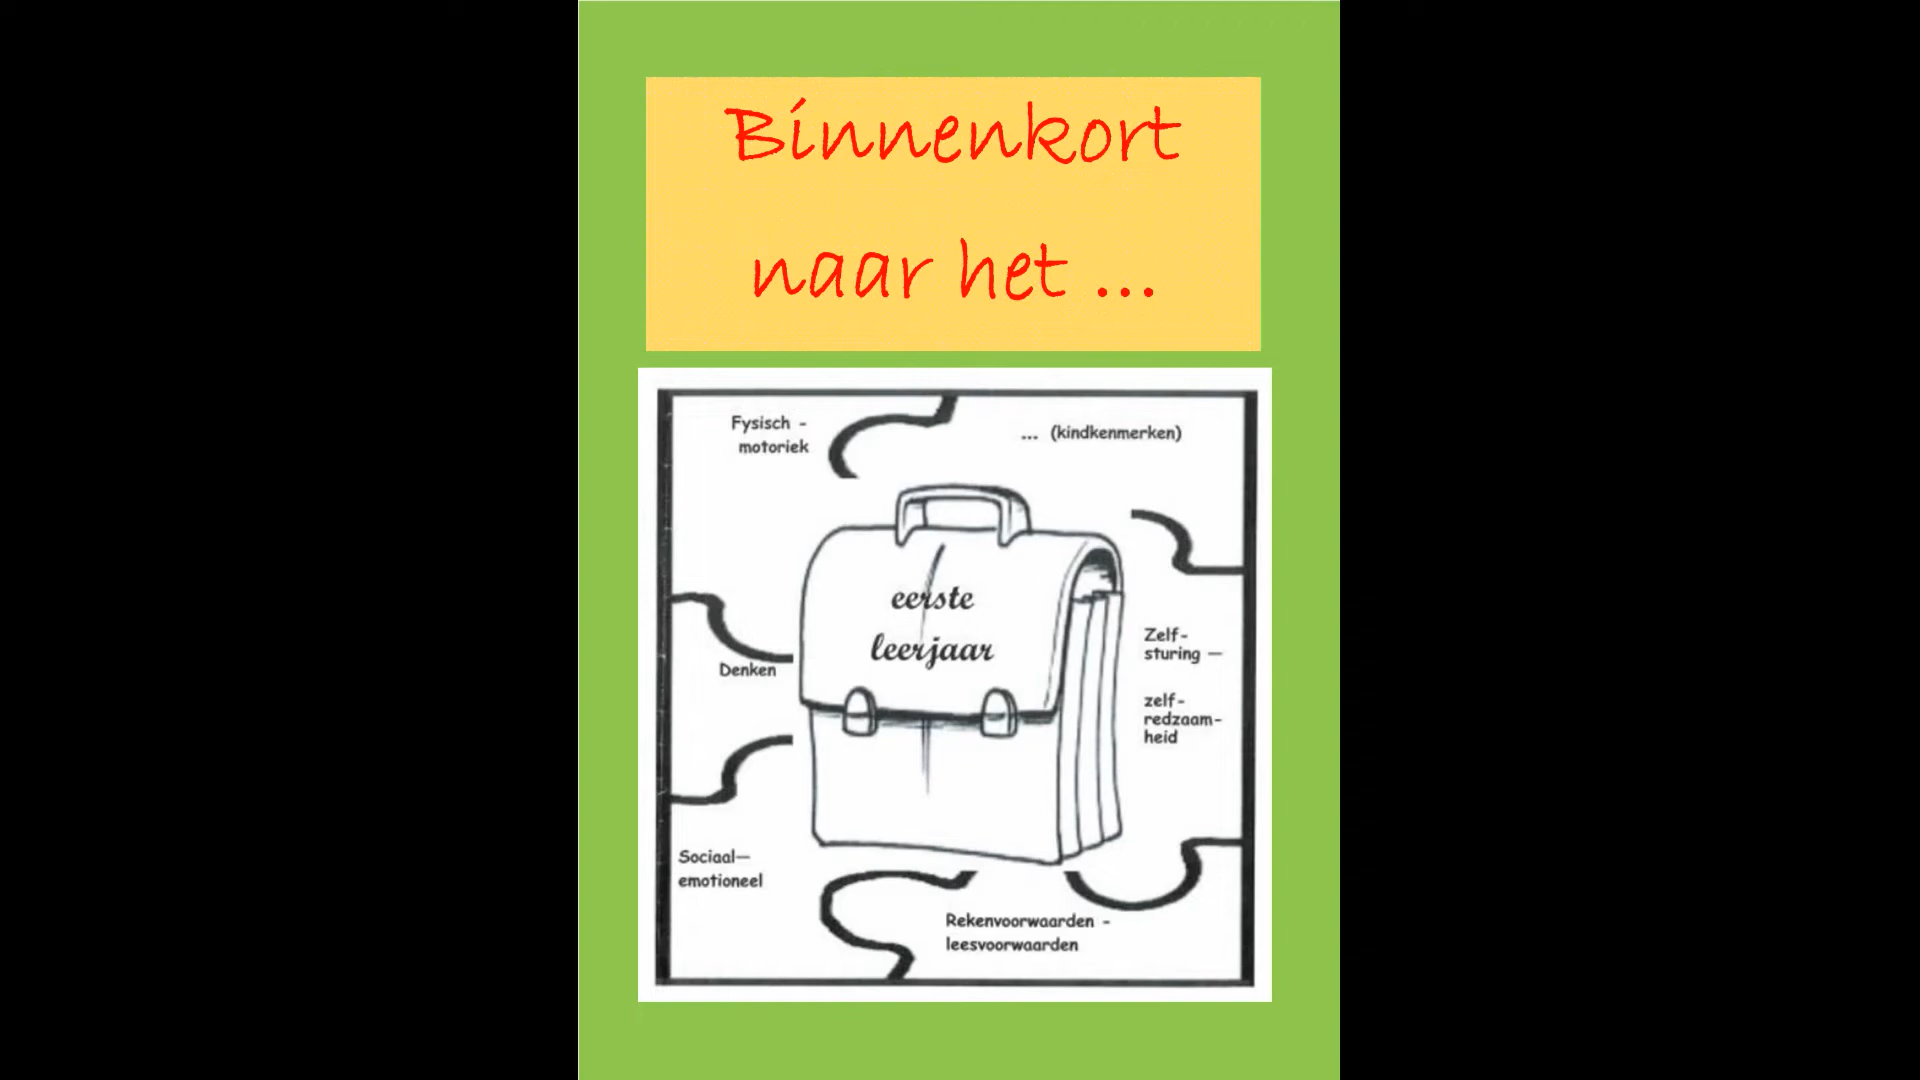 Binnenkort
naar het ...
Fysisch -
motoriek
... (kindkenmerken)
eerste
leerjaar
Denken
Zelf-
sturing —
zelf-
redzaam-
heid
Sociaal—
emotioneel
Rekenvoorwaarden -
leesvoorwaarden